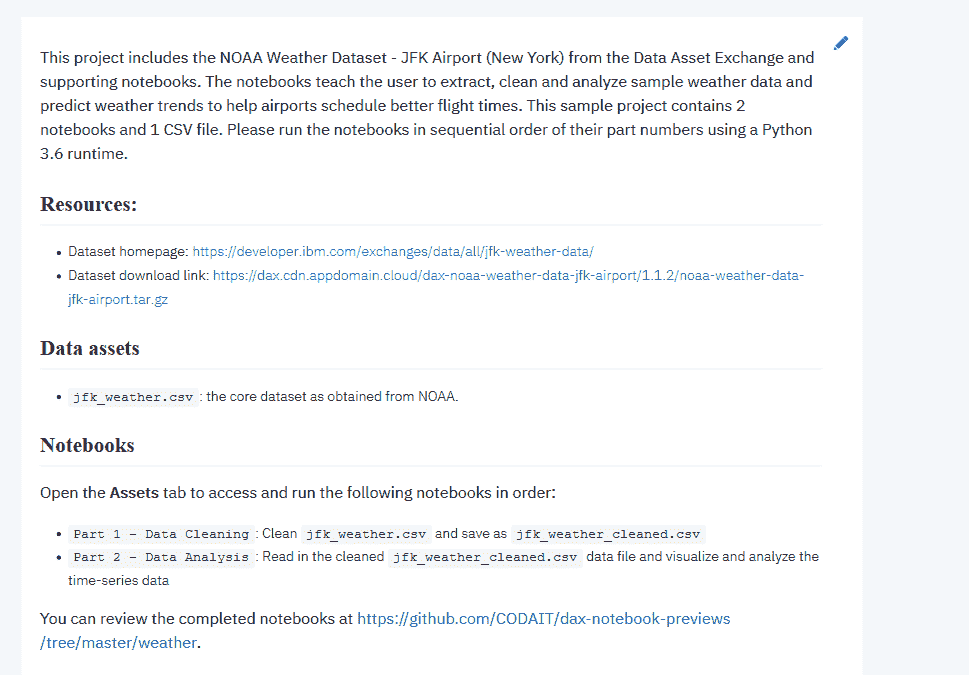 This project includes the NOAA Weather Dataset - JFK Airport (New York) from the Data Asset Exchange and
supporting notebooks. The notebooks teach the user to extract, clean and analyze sample weather data and
predict weather trends to help airports schedule better flight times. This sample project contains 2
notebooks and 1 CSV file. Please run the notebooks in sequential order of their part numbers using a Python
3.6 runtime.
Resources:
• Dataset homepage: https://developer.ibm.com/exchanges/data/all/jfk-weather-data/
• Dataset download link: https://dax.cdn.appdomain.cloud/dax-noaa-weather-data-jfk-airport/1.1.2/noaa-weather-data-
jfk-airport.tar.gz
Data assets
• jfk_weather.csv : the core dataset as obtained from NOAA.
Notebooks
Open the Assets tab to access and run the following notebooks in order:
• Part 1 - Data Cleaning : Clean jfk_weather.csv and save as jfk_weather_cleaned.csv
• Part 2 - Data Analysis : Read in the cleaned jfk_weather_cleaned.csv data file and visualize and analyze the
time-series data
You can review the completed notebooks at https://github.com/CODAIT/dax-notebook-previews
/tree/master/weather.